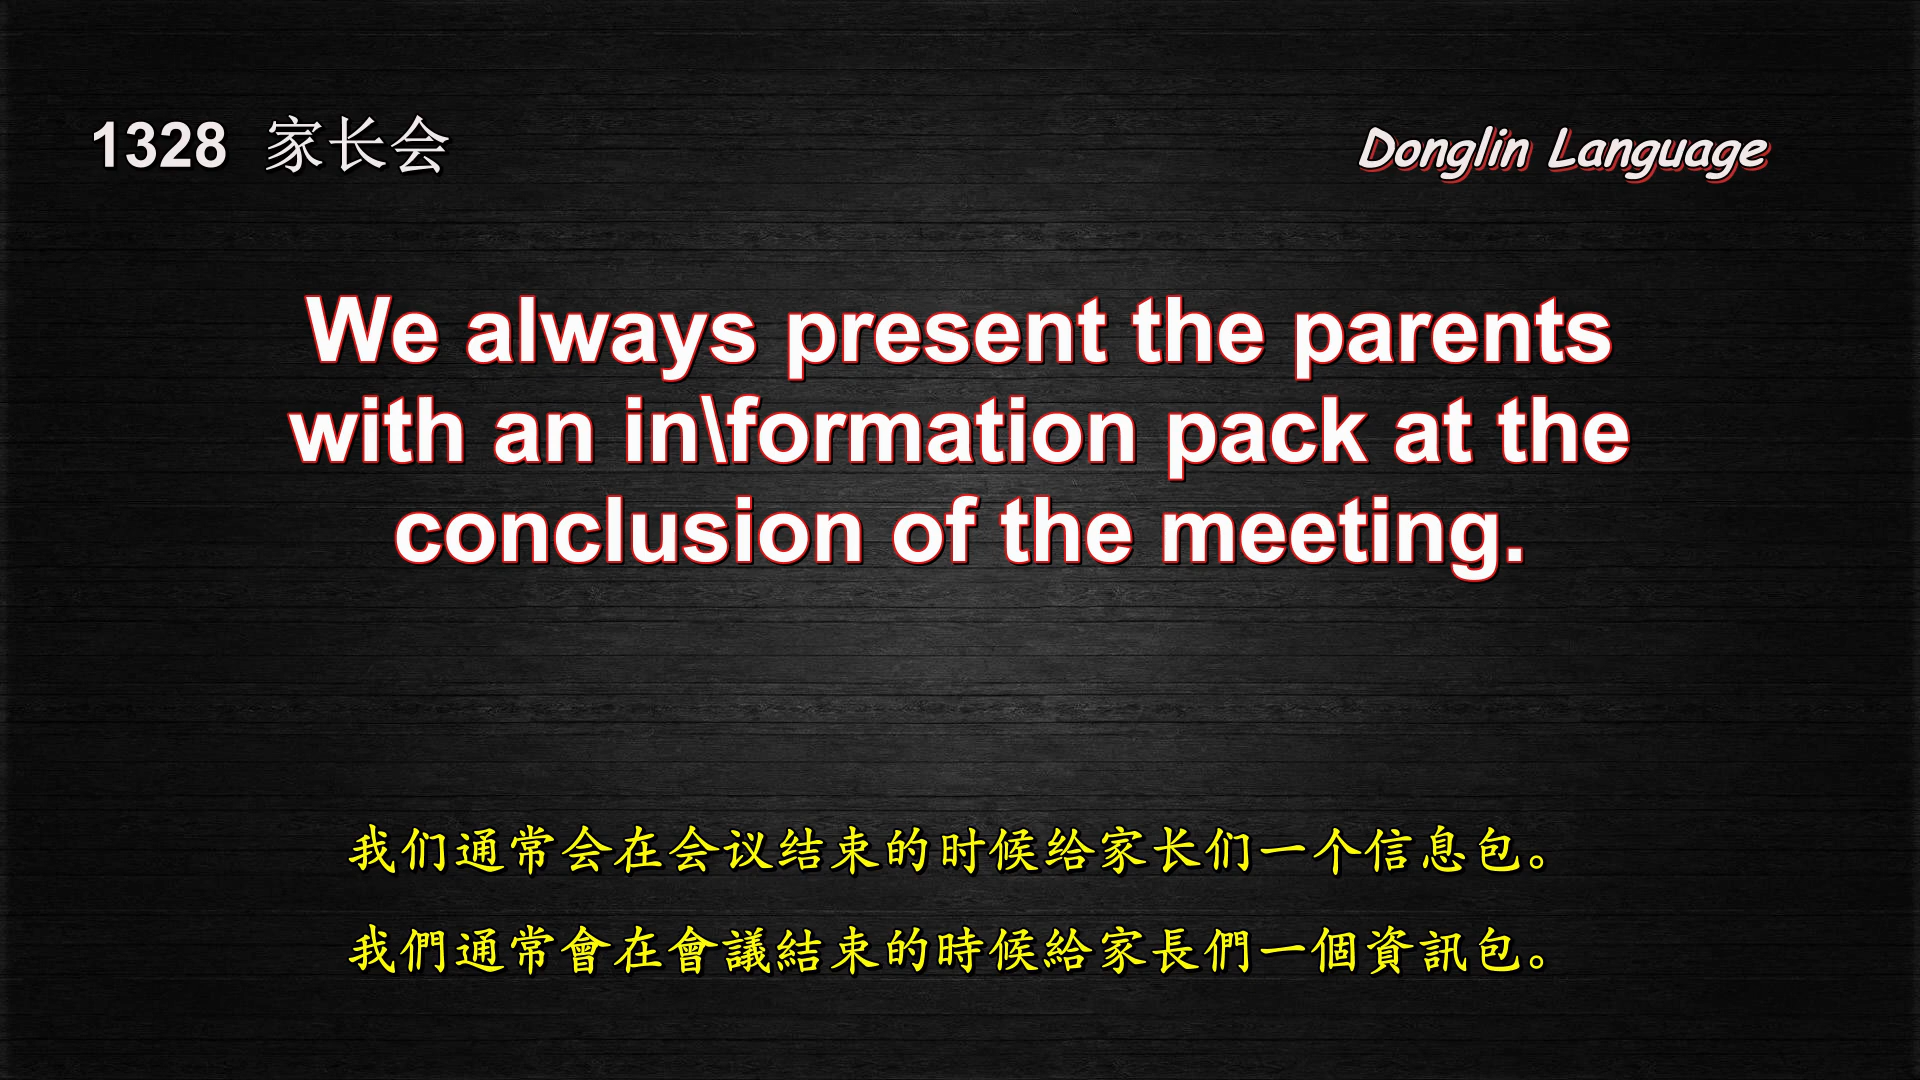 1328 家长会
Donglin Language
We always present the parents
with an in\formation pack at the
conclusion of the meeting.
我们通常会在会议结束的时候给家长们一个信息包。
我們通常會在會議結束的時候給家長們一個資訊包。